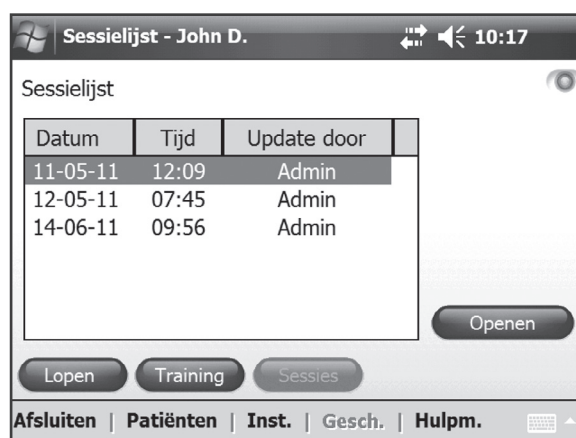 Sessielijst - John D. 10:17
Sessielijst
Datum Tijd Update door
11-05-11 12:09 Admin
12-05-11 07:45 Admin
14-06-11 09:56 Admin
Openen
Lopen Training Sessies
Afsluiten | Patiënten | Inst. | Gesch. | Hulpm.